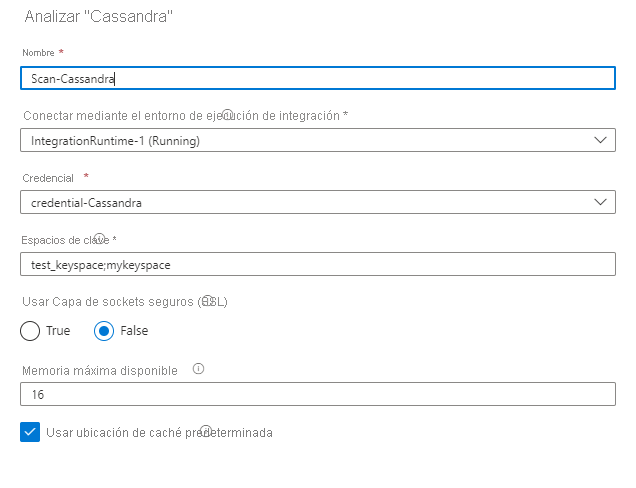 Analizar "Cassandra"
Nombre *
Scan-Cassandra
Conectar mediante el entorno de ejecución de integración *
IntegrationRuntime-1 (Running)
Credencial *
credential-Cassandra
Espacios de clave *
test_keyspace;mykeyspace
Usar Capa de sockets seguros (SSL)
True False
Memoria máxima disponible
16
Usar ubicación de caché predeterminada